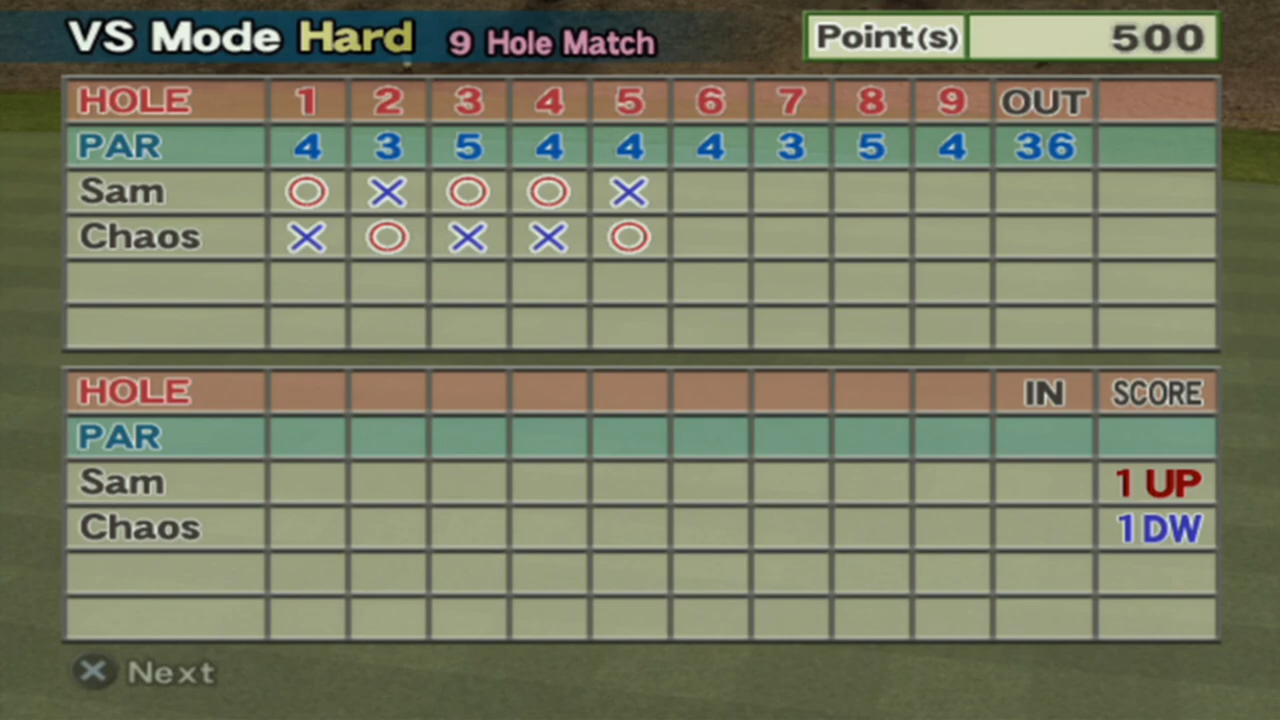 VS Mode Hard 9 Hole Match Point(s) 500
HOLE 1 2 3 4 5 6 7 8 9 OUT
PAR 4 3 5 4 4 4 3 5 4 36
Sam ○ × ○ ○ ×
Chaos × ○ × × ○
HOLE IN SCORE
PAR
Sam 1 UP
Chaos 1 DW
× Next